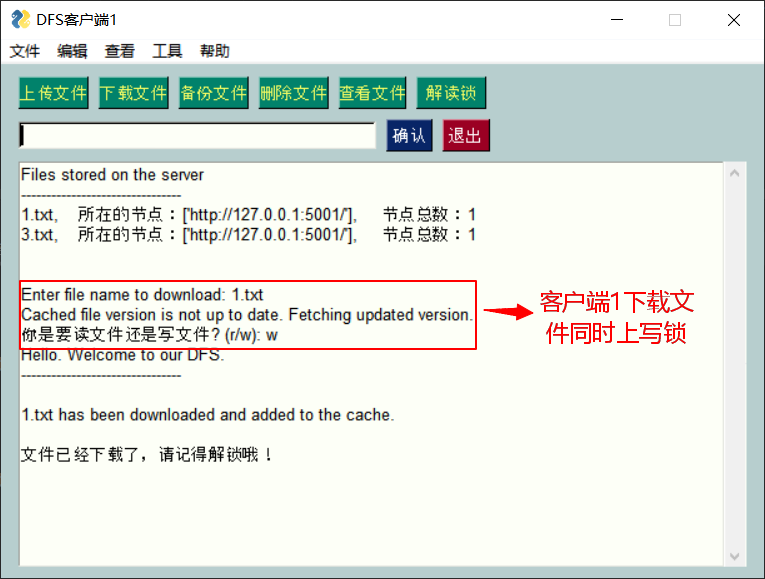 DFS客户端1
文件 编辑 查看 工具 帮助
上传文件 下载文件 备份文件 删除文件 查看文件 解读锁
确认 退出
Files stored on the server
--------------------------------
1.txt, 所在的节点：['http://127.0.0.1:5001/'], 节点总数：1
3.txt, 所在的节点：['http://127.0.0.1:5001/'], 节点总数：1
Enter file name to download: 1.txt
Cached file version is not up to date. Fetching updated version.
你是要读文件还是写文件? (r/w): w
Hello. Welcome to our DFS.
--------------------------------
1.txt has been downloaded and added to the cache.
文件已经下载了，请记得解锁哦！
客户端1下载文
件同时上写锁